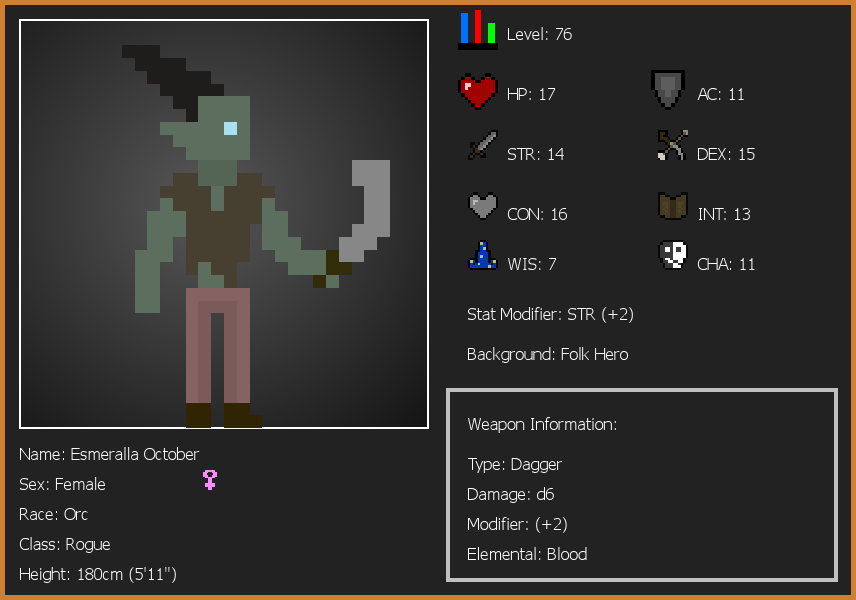 Level: 76
HP: 17
AC: 11
STR: 14
DEX: 15
CON: 16
INT: 13
WIS: 7
CHA: 11
Stat Modifier: STR (+2)
Background: Folk Hero
Weapon Information:
Type: Dagger
Damage: d6
Modifier: (+2)
Elemental: Blood
Name: Esmeralla October
Sex: Female
Race: Orc
Class: Rogue
Height: 180cm (5'11")